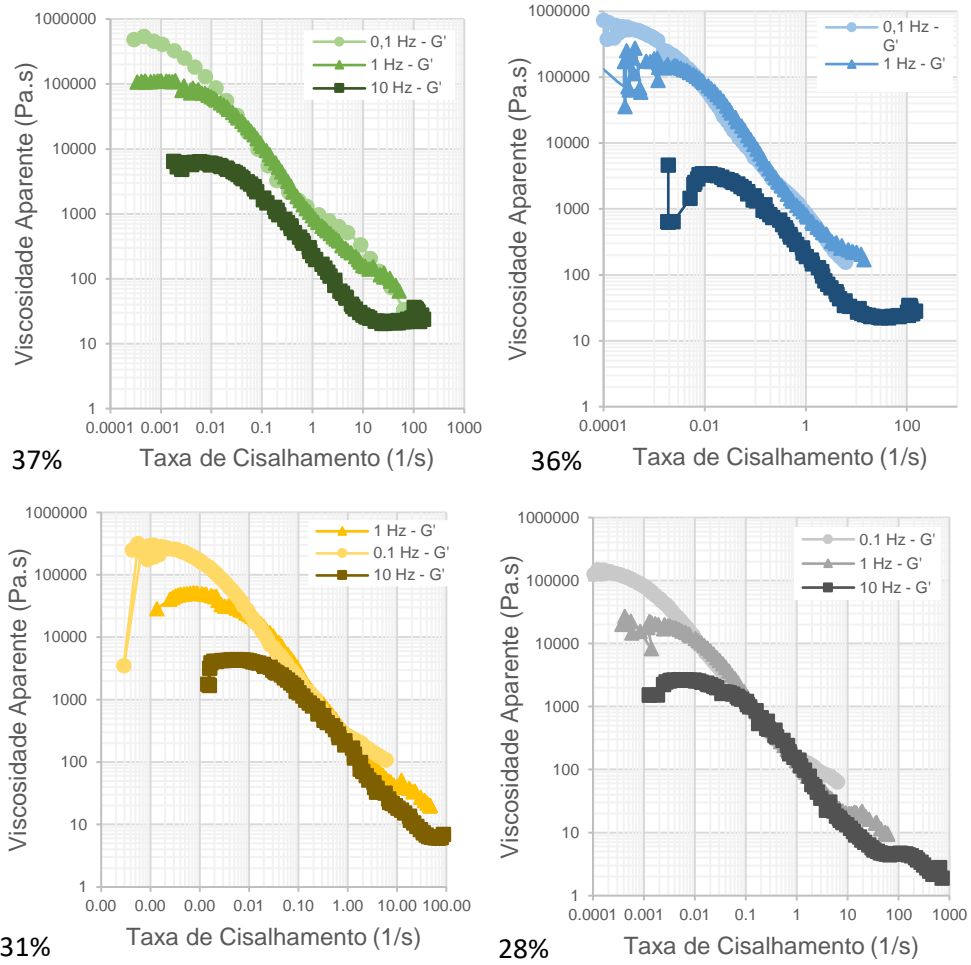 1000000
100000
10000
1000
100
10
1
Viscosidade Aparente (Pa.s)
0,1 Hz - G'
1 Hz - G'
10 Hz - G'
0.0001 0.01 0.1 1 100 1000
37%
Taxa de Cisalhamento (1/s)
1000000
100000
10000
1000
100
10
1
Viscosidade Aparente (Pa.s)
0,1 Hz -
G'
1 Hz - G'
0.0001 0.01 1 100
36%
Taxa de Cisalhamento (1/s)
1000000
100000
10000
1000
100
10
1
Viscosidade Aparente (Pa.s)
1 Hz - G'
0.1 Hz - G'
10 Hz - G'
0.00 0.00 0.00 0.01 0.10 1.00 10.00 100.00
31%
Taxa de Cisalhamento (1/s)
1000000
100000
10000
1000
100
10
1
Viscosidade Aparente (Pa.s)
0.1 Hz - G'
1 Hz - G'
10 Hz - G'
0.0001 0.001 0.01 0.1 1 10 100 1000
28%
Taxa de Cisalhamento (1/s)